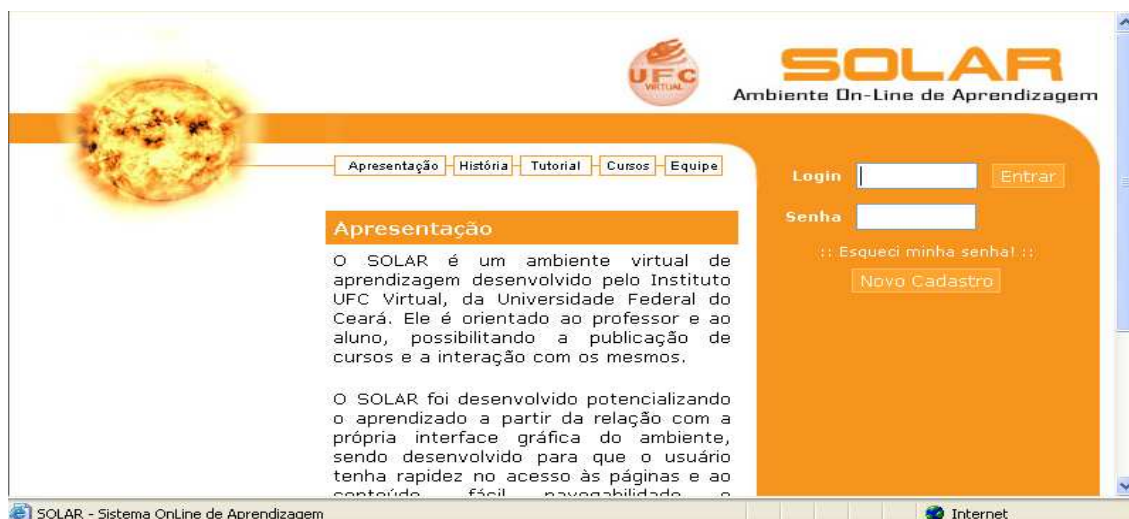 UFC
VIRTUAL
SOLAR
Ambiente On-Line de Aprendizagem
Apresentação História Tutorial Cursos Equipe
Login
Entrar
Senha
:: Esqueci minha senha! ::
Novo Cadastro
Apresentação
O SOLAR é um ambiente virtual de
aprendizagem desenvolvido pelo Instituto
UFC Virtual, da Universidade Federal do
Ceará. Ele é orientado ao professor e ao
aluno, possibilitando a publicação de
cursos e a interação com os mesmos.
O SOLAR foi desenvolvido potencializando
o aprendizado a partir da relação com a
própria interface gráfica do ambiente,
sendo desenvolvido para que o usuário
tenha rapidez no acesso às páginas e ao
conteúdo, fácil navegabilidade e
SOLAR - Sistema OnLine de Aprendizagem
Internet